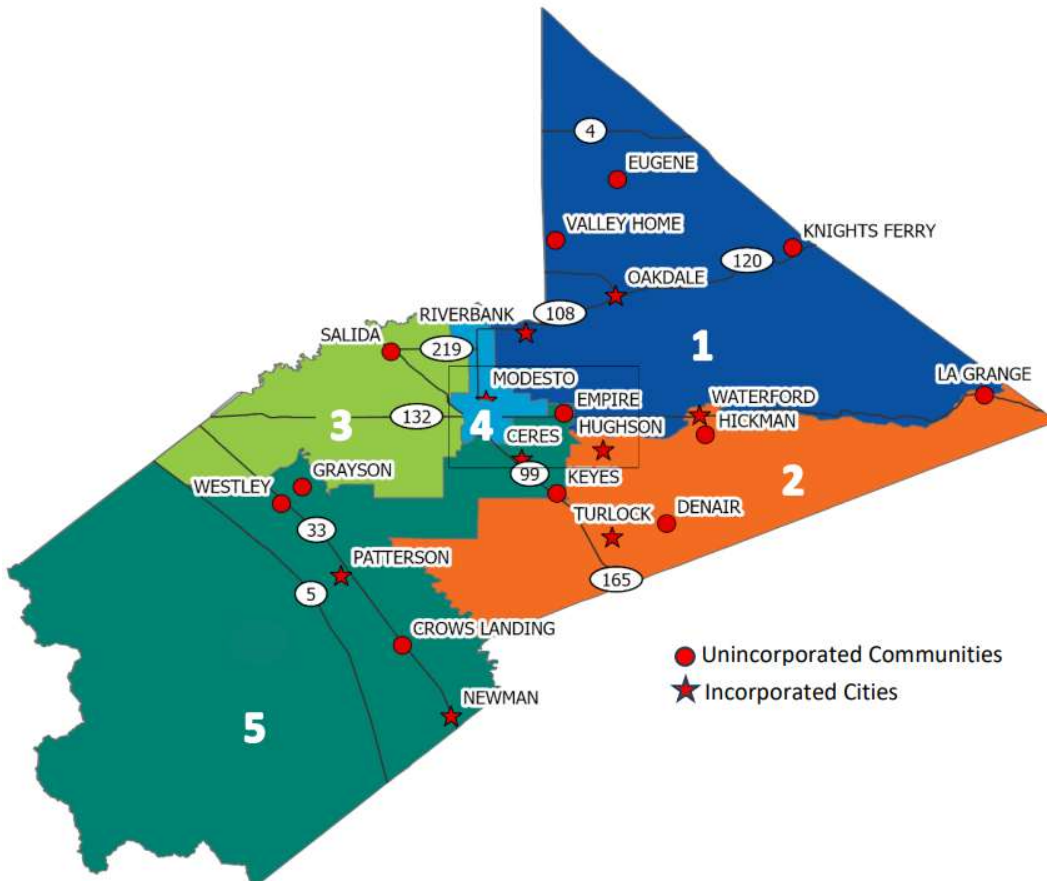 4
EUGENE
VALLEY HOME
KNIGHTS FERRY
120
OAKDALE
108
RIVERBANK
SALIDA
219
1
LA GRANGE
MODESTO
EMPIRE
WATERFORD
132
3
4
HUGHSON
HICKMAN
CERES
99
GRAYSON
KEYES
2
WESTLEY
TURLOCK
DENAIR
33
PATTERSON
5
165
CROWS LANDING
Unincorporated Communities
Incorporated Cities
NEWMAN
5